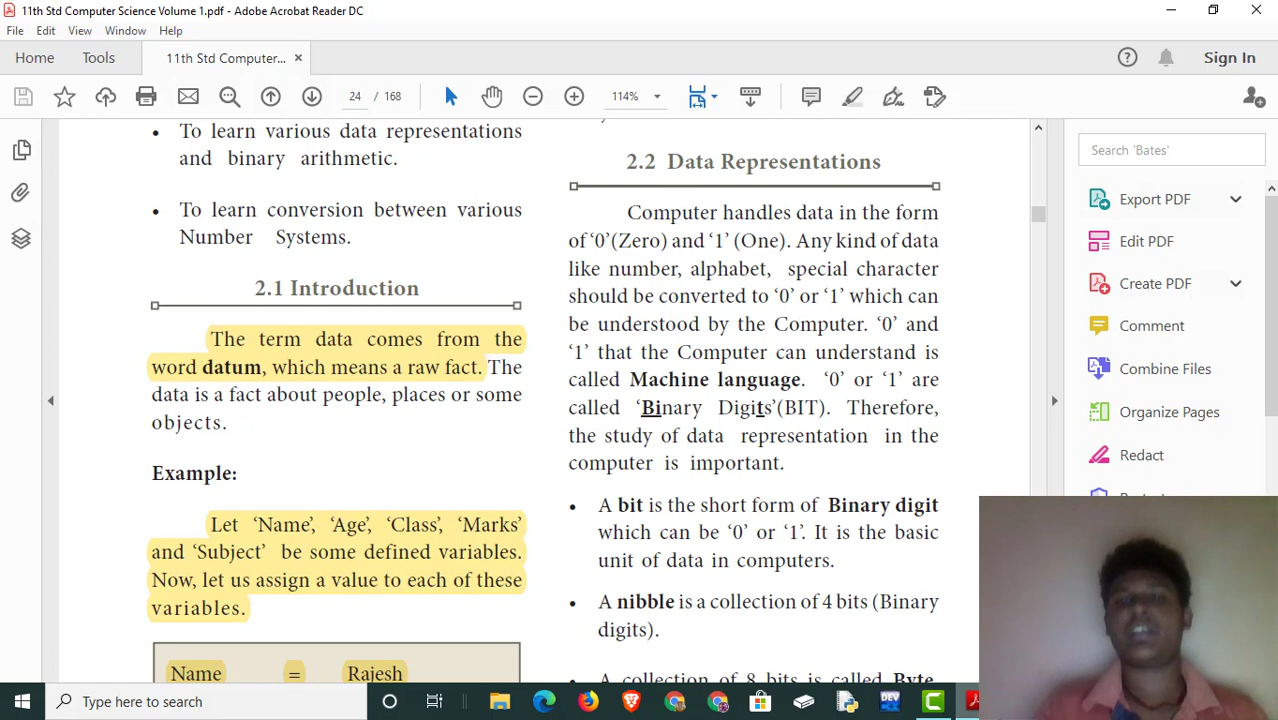 11th Std Computer Science Volume 1.pdf - Adobe Acrobat Reader DC
File Edit View Window Help
Home Tools 11th Std Computer... × Sign In
24 / 168 114%
• To learn various data representations
and binary arithmetic.
• To learn conversion between various
Number Systems.
2.1 Introduction
The term data comes from the
word datum, which means a raw fact. The
data is a fact about people, places or some
objects.
Example:
Let ‘Name’, ‘Age’, ‘Class’, ‘Marks’
and ‘Subject’ be some defined variables.
Now, let us assign a value to each of these
variables.
Name = Rajesh
2.2 Data Representations
Computer handles data in the form
of ‘0’(Zero) and ‘1’ (One). Any kind of data
like number, alphabet, special character
should be converted to ‘0’ or ‘1’ which can
be understood by the Computer. ‘0’ and
‘1’ that the Computer can understand is
called Machine language. ‘0’ or ‘1’ are
called ‘Binary Digits’(BIT). Therefore,
the study of data representation in the
computer is important.
• A bit is the short form of Binary digit
which can be ‘0’ or ‘1’. It is the basic
unit of data in computers.
• A nibble is a collection of 4 bits (Binary
digits).
A collection of 8 bits is called Byte.
Search 'Bates'
Export PDF
Edit PDF
Create PDF
Comment
Combine Files
Organize Pages
Redact
Type here to search
DEV